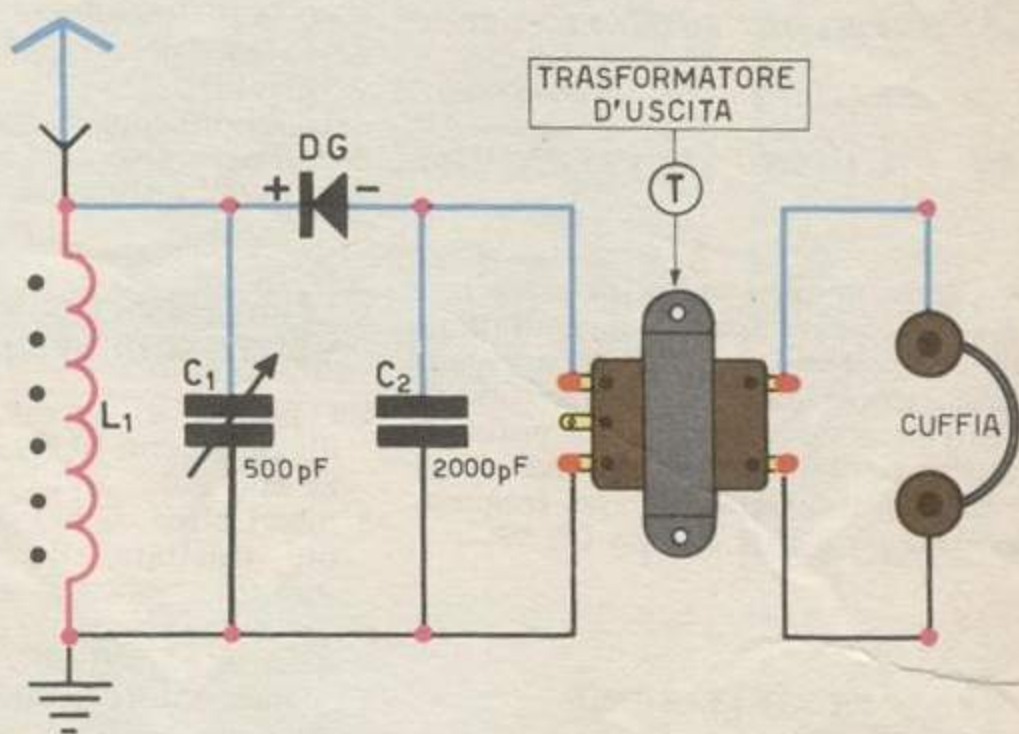 TRASFORMATORE
D'USCITA
T
DG
+ -
C1
500pF
C2
2000pF
L1
CUFFIA